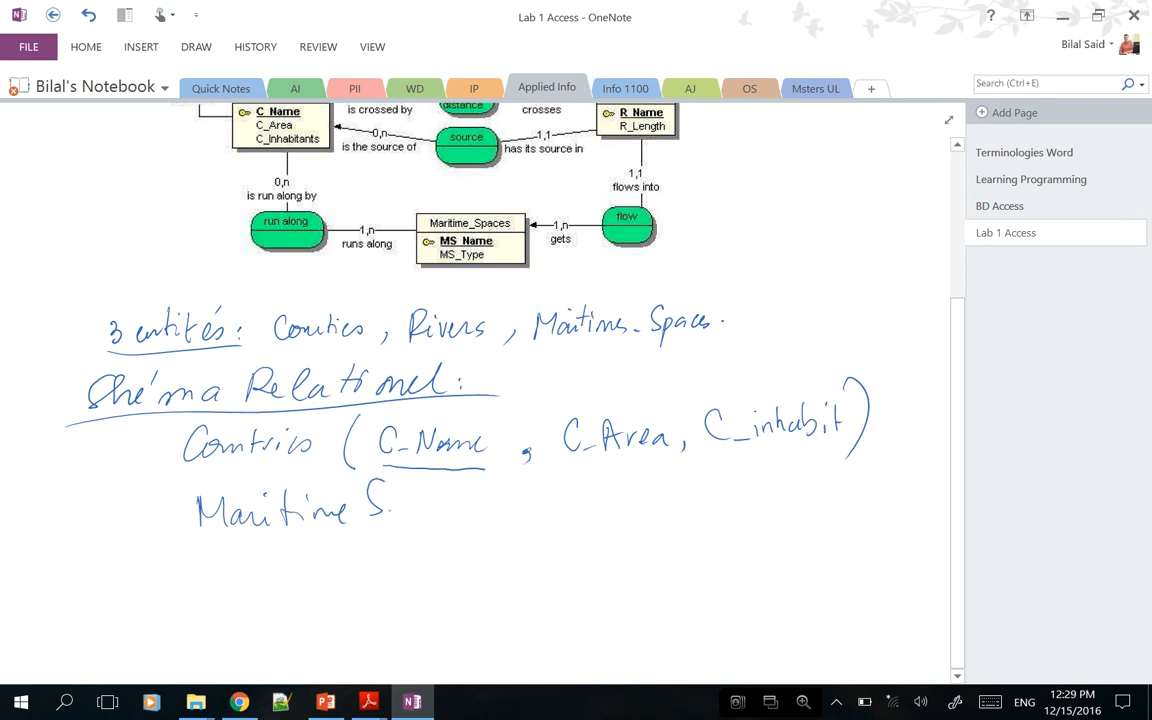 Lab 1 Access - OneNote
?
FILE HOME INSERT DRAW HISTORY REVIEW VIEW
Bilal Said
Bilal's Notebook Quick Notes AI PII WD IP Applied Info Info 1100 AJ OS Msters UL +
Search (Ctrl+E)
Add Page
Terminologies Word
Learning Programming
BD Access
Lab 1 Access
C_Name
C_Area
C_Inhabitants
is crossed by
distance
crosses
R_Name
R_Length
0,n
is the source of
source
1,1
has its source in
0,n
is run along by
1,1
flows into
run along
1,n
runs along
Maritime_Spaces
MS_Name
MS_Type
1,n
gets
flow
3 entités: Countries, Rivers, Maritime_Spaces.
Shéma Relationel:
Countries (C_Name, C_Area, C_inhabit)
Maritime S.
ENG
12:29 PM
12/15/2016